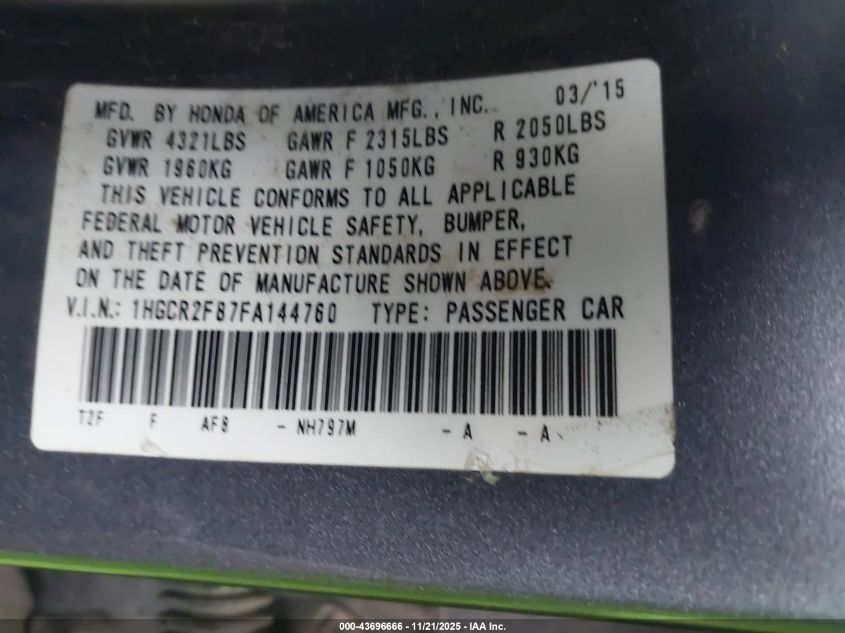 MFD. BY HONDA OF AMERICA MFG., INC. 03/'15
GVWR 4321LBS GAWR F 2315LBS R 2050LBS
GVWR 1960KG GAWR F 1050KG R 930KG
THIS VEHICLE CONFORMS TO ALL APPLICABLE
FEDERAL MOTOR VEHICLE SAFETY, BUMPER,
AND THEFT PREVENTION STANDARDS IN EFFECT
ON THE DATE OF MANUFACTURE SHOWN ABOVE.
V.I.N.: 1HGCR2F87FA144760 TYPE: PASSENGER CAR
T2F F AF8 - NH797M - A - A
000-43696666 - 11/21/2025 - IAA Inc.